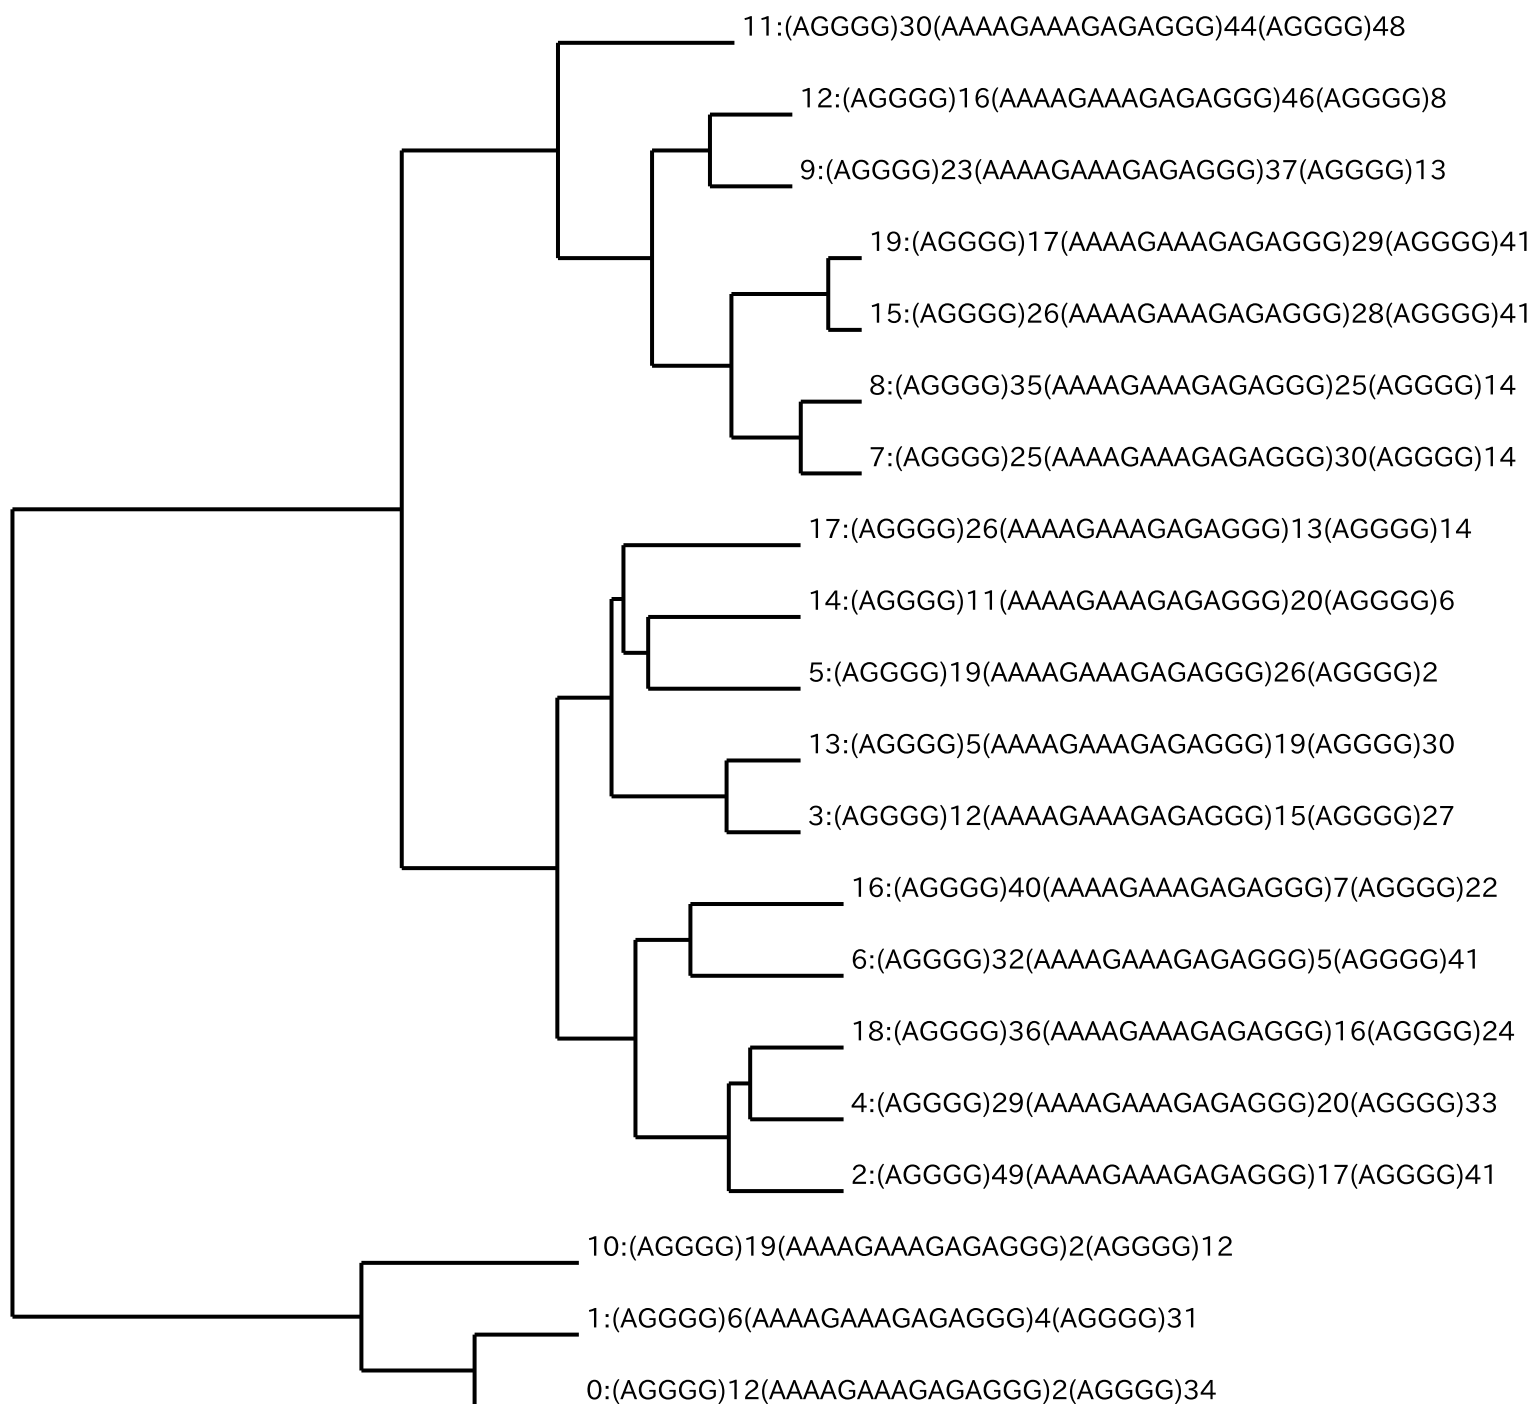 11:(AGGGG)30(AAAAGAAAGAGAGGG)44(AGGGG)48
12:(AGGGG)16(AAAAGAAAGAGAGGG)46(AGGGG)8
9:(AGGGG)23(AAAAGAAAGAGAGGG)37(AGGGG)13
19:(AGGGG)17(AAAAGAAAGAGAGGG)29(AGGGG)41
15:(AGGGG)26(AAAAGAAAGAGAGGG)28(AGGGG)41
8:(AGGGG)35(AAAAGAAAGAGAGGG)25(AGGGG)14
7:(AGGGG)25(AAAAGAAAGAGAGGG)30(AGGGG)14
17:(AGGGG)26(AAAAGAAAGAGAGGG)13(AGGGG)14
14:(AGGGG)11(AAAAGAAAGAGAGGG)20(AGGGG)6
5:(AGGGG)19(AAAAGAAAGAGAGGG)26(AGGGG)2
13:(AGGGG)5(AAAAGAAAGAGAGGG)19(AGGGG)30
3:(AGGGG)12(AAAAGAAAGAGAGGG)15(AGGGG)27
16:(AGGGG)40(AAAAGAAAGAGAGGG)7(AGGGG)22
6:(AGGGG)32(AAAAGAAAGAGAGGG)5(AGGGG)41
18:(AGGGG)36(AAAAGAAAGAGAGGG)16(AGGGG)24
4:(AGGGG)29(AAAAGAAAGAGAGGG)20(AGGGG)33
2:(AGGGG)49(AAAAGAAAGAGAGGG)17(AGGGG)41
10:(AGGGG)19(AAAAGAAAGAGAGGG)2(AGGGG)12
1:(AGGGG)6(AAAAGAAAGAGAGGG)4(AGGGG)31
0:(AGGGG)12(AAAAGAAAGAGAGGG)2(AGGGG)34